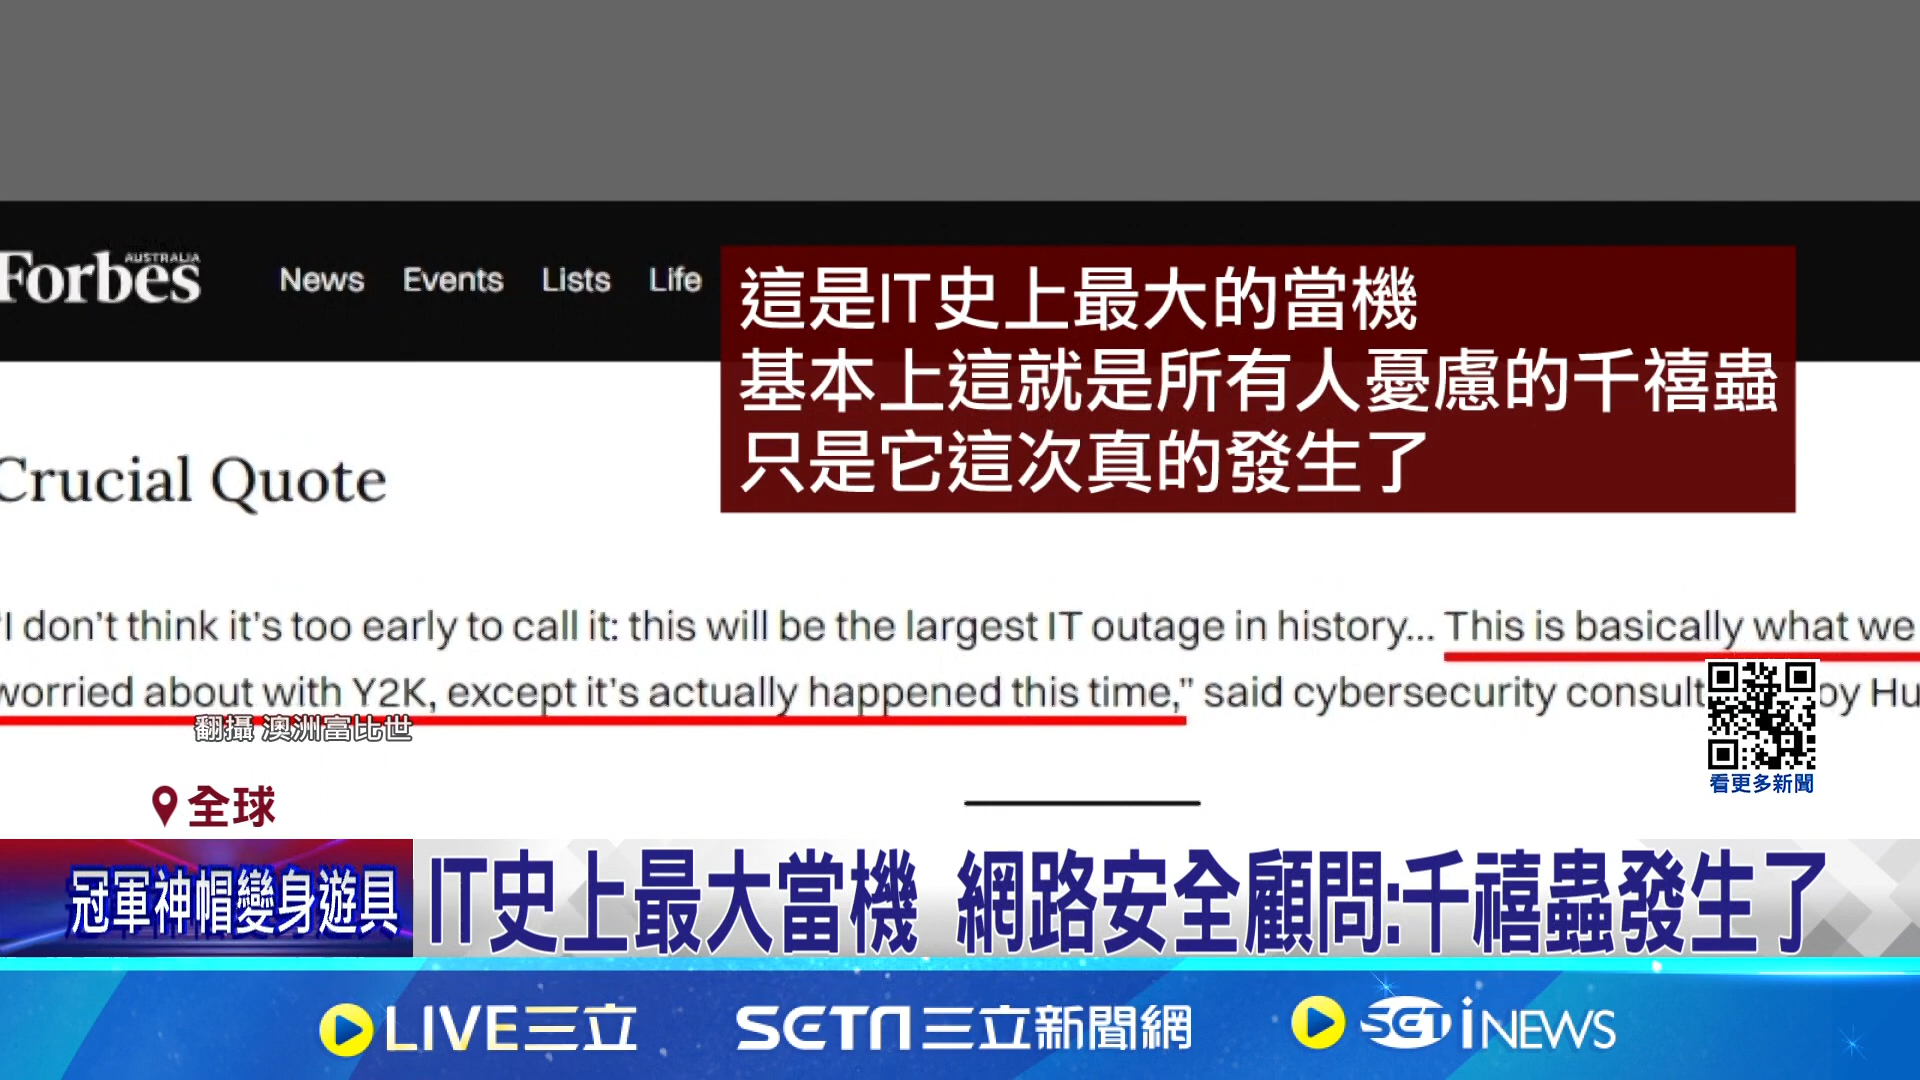 Forbes
AUSTRALIA
News Events Lists Life
這是IT史上最大的當機
基本上這就是所有人憂慮的千禧蟲
只是它這次真的發生了
Crucial Quote
"I don't think it's too early to call it: this will be the largest IT outage in history... This is basically what we
worried about with Y2K, except it's actually happened this time," said cybersecurity consult oy Hu
翻攝 澳洲富比世
看更多新聞
全球
冠軍神帽變身遊具
IT史上最大當機 網路安全顧問:千禧蟲發生了
LIVE三立 SETN三立新聞網 SET iNEWS